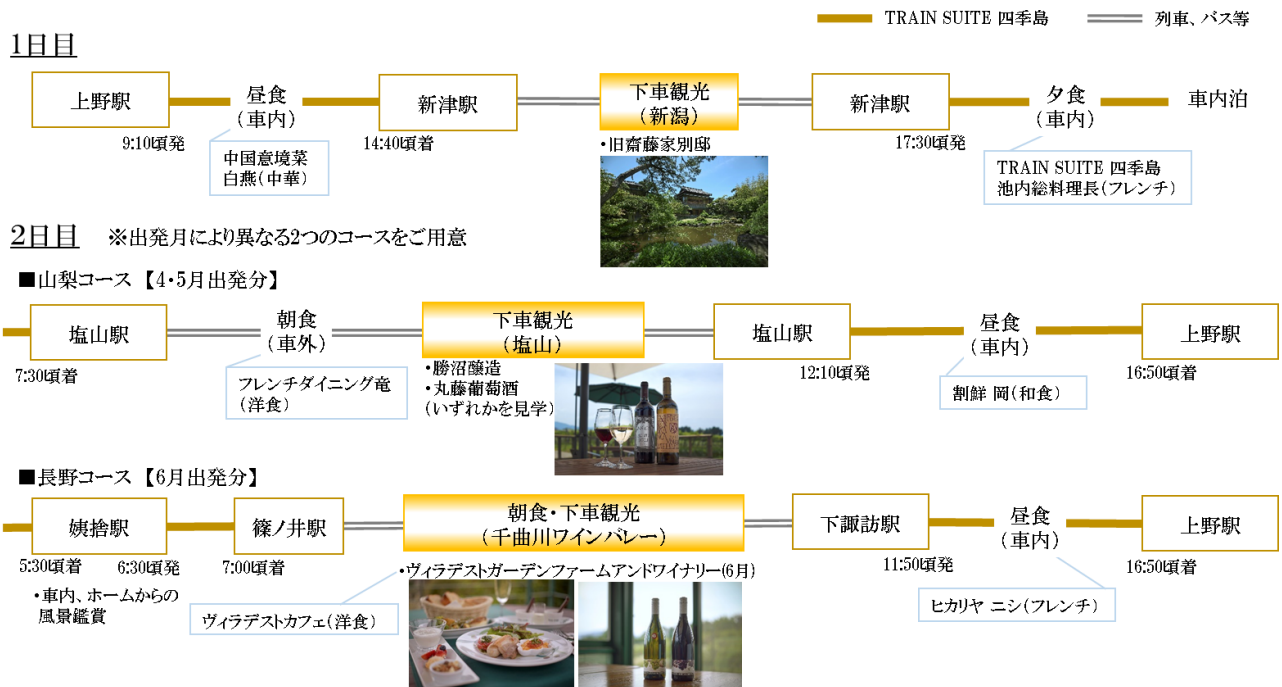 TRAIN SUITE 四季島
列車、バス等
1日目
上野駅
昼食
(車内)
新津駅
下車観光
(新潟)
新津駅
夕食
(車内)
車内泊
9:10頃発
14:40頃着
17:30頃発
中国意境菜
白燕(中華)
・旧齋藤家別邸
TRAIN SUITE 四季島
池内総料理長(フレンチ)
2日目
※出発月により異なる2つのコースをご用意
■山梨コース 【4・5月出発分】
塩山駅
朝食
(車外)
下車観光
(塩山)
塩山駅
昼食
(車内)
上野駅
7:30頃着
12:10頃発
16:50頃着
フレンチダイニング竜
(洋食)
・勝沼醸造
・丸藤葡萄酒
(いずれかを見学)
割鮮 岡(和食)
■長野コース 【6月出発分】
姨捨駅
篠ノ井駅
朝食・下車観光
(千曲川ワインバレー)
下諏訪駅
昼食
(車内)
上野駅
5:30頃着
6:30頃発
7:00頃着
11:50頃発
16:50頃着
・車内、ホームからの
風景鑑賞
ヴィラデストカフェ(洋食)
・ヴィラデストガーデンファームアンドワイナリー(6月)
ヒカリヤ ニシ(フレンチ)